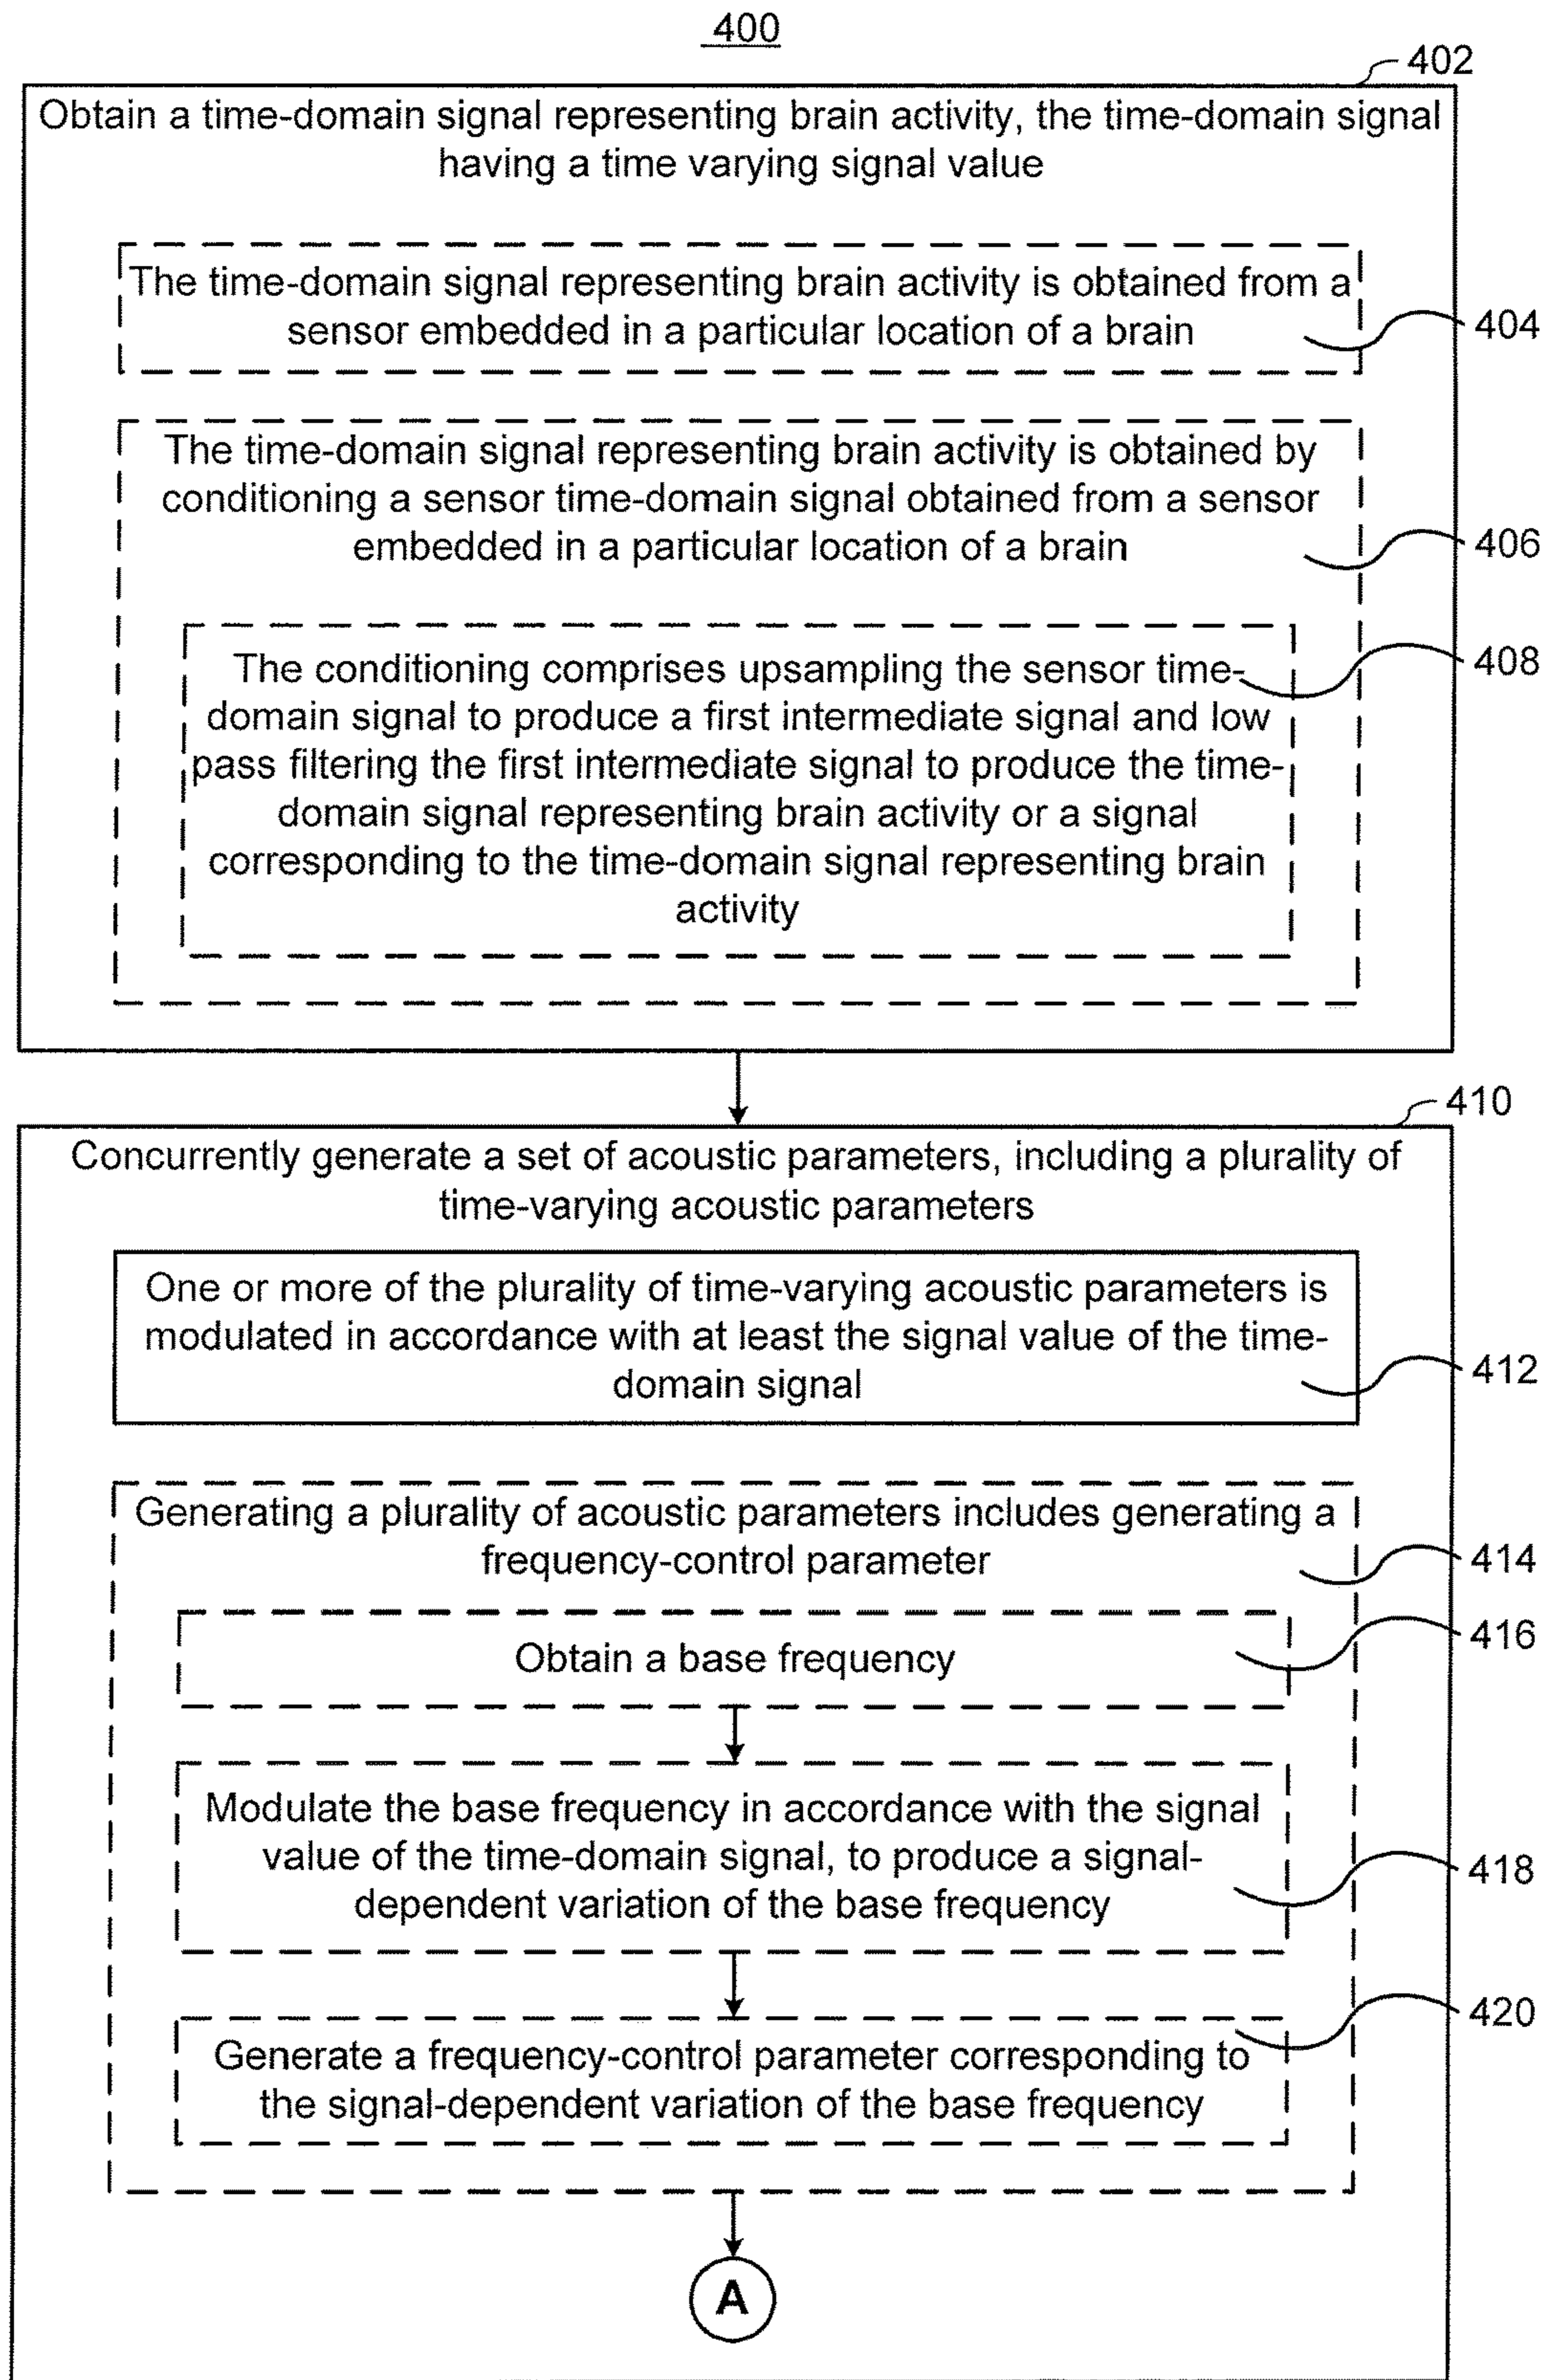 400
402
Obtain a time-domain signal representing brain activity, the time-domain signal
having a time varying signal value
The time-domain signal representing brain activity is obtained from a
sensor embedded in a particular location of a brain
404
The time-domain signal representing brain activity is obtained by
conditioning a sensor time-domain signal obtained from a sensor
embedded in a particular location of a brain
406
The conditioning comprises upsampling the sensor time-
domain signal to produce a first intermediate signal and low
pass filtering the first intermediate signal to produce the time-
domain signal representing brain activity or a signal
corresponding to the time-domain signal representing brain
activity
408
410
Concurrently generate a set of acoustic parameters, including a plurality of
time-varying acoustic parameters
One or more of the plurality of time-varying acoustic parameters is
modulated in accordance with at least the signal value of the time-
domain signal
412
Generating a plurality of acoustic parameters includes generating a
frequency-control parameter
414
Obtain a base frequency
416
Modulate the base frequency in accordance with the signal
value of the time-domain signal, to produce a signal-
dependent variation of the base frequency
418
Generate a frequency-control parameter corresponding to
the signal-dependent variation of the base frequency
420
A